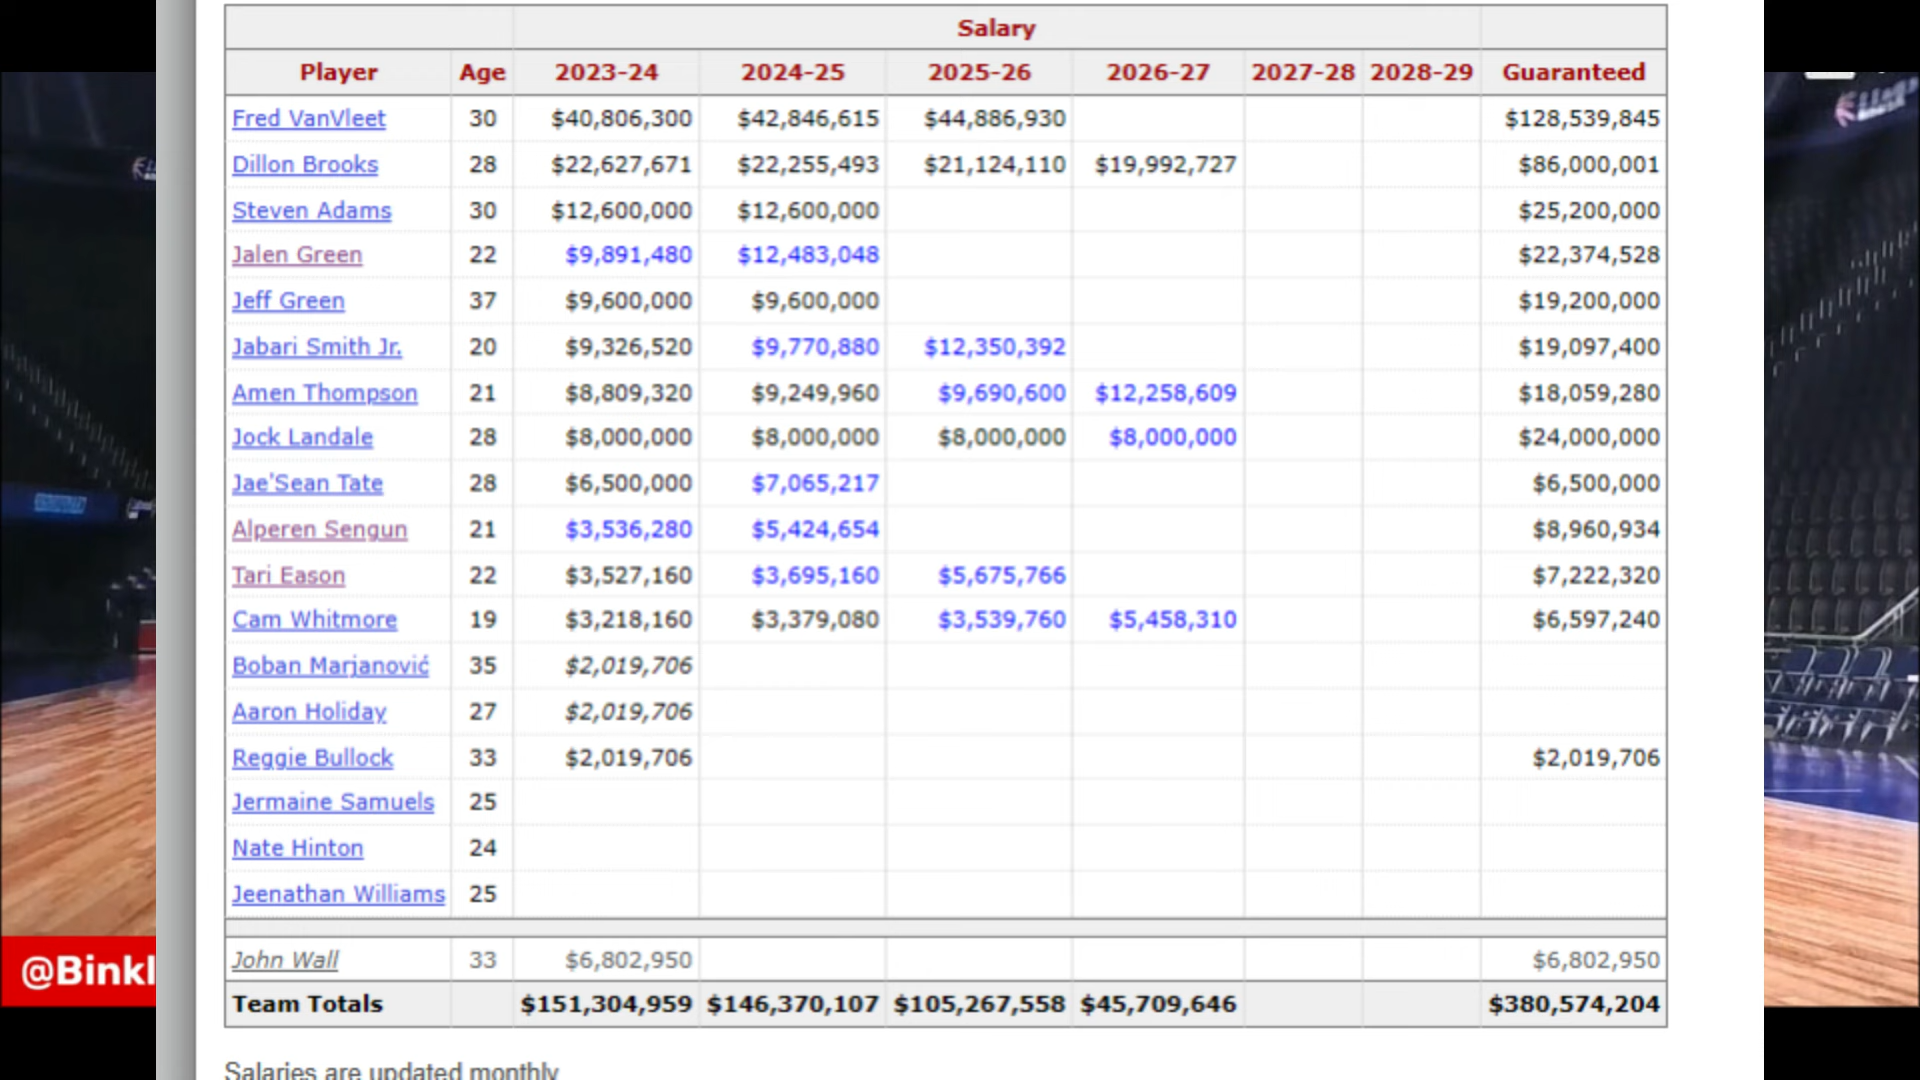 Salary
Player Age 2023-24 2024-25 2025-26 2026-27 2027-28 2028-29 Guaranteed
Fred VanVleet 30 $40,806,300 $42,846,615 $44,886,930 $128,539,845
Dillon Brooks 28 $22,627,671 $22,255,493 $21,124,110 $19,992,727 $86,000,001
Steven Adams 30 $12,600,000 $12,600,000 $25,200,000
Jalen Green 22 $9,891,480 $12,483,048 $22,374,528
Jeff Green 37 $9,600,000 $9,600,000 $19,200,000
Jabari Smith Jr. 20 $9,326,520 $9,770,880 $12,350,392 $19,097,400
Amen Thompson 21 $8,809,320 $9,249,960 $9,690,600 $12,258,609 $18,059,280
Jock Landale 28 $8,000,000 $8,000,000 $8,000,000 $8,000,000 $24,000,000
Jae'Sean Tate 28 $6,500,000 $7,065,217 $6,500,000
Alperen Sengun 21 $3,536,280 $5,424,654 $8,960,934
Tari Eason 22 $3,527,160 $3,695,160 $5,675,766 $7,222,320
Cam Whitmore 19 $3,218,160 $3,379,080 $3,539,760 $5,458,310 $6,597,240
Boban Marjanović 35 $2,019,706
Aaron Holiday 27 $2,019,706
Reggie Bullock 33 $2,019,706 $2,019,706
Jermaine Samuels 25
Nate Hinton 24
Jeenathan Williams 25
John Wall 33 $6,802,950 $6,802,950
Team Totals $151,304,959 $146,370,107 $105,267,558 $45,709,646 $380,574,204
Salaries are updated monthly
@Binkl